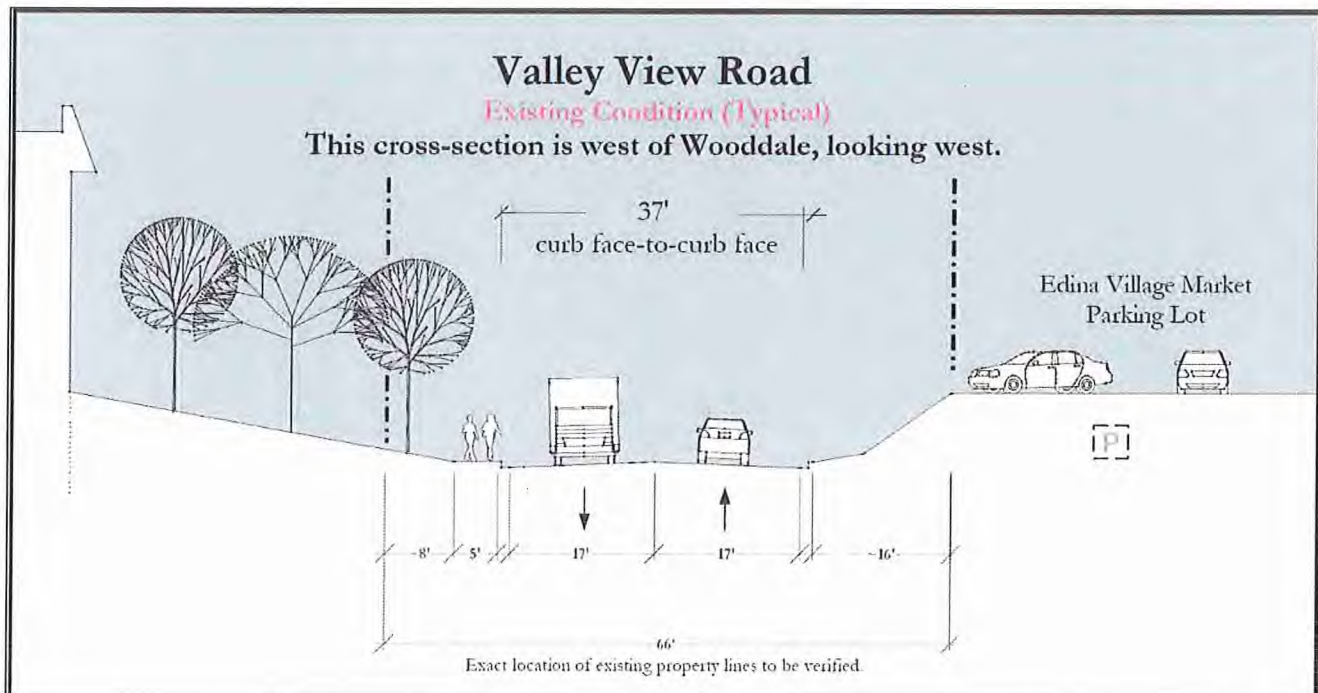 Valley View Road
Existing Condition (Typical)
This cross-section is west of Wooddale, looking west.
37'
curb face-to-curb face
Edina Village Market
Parking Lot
P
~8' 5' 17' 17' ~16'
66'
Exact location of existing property lines to be verified.